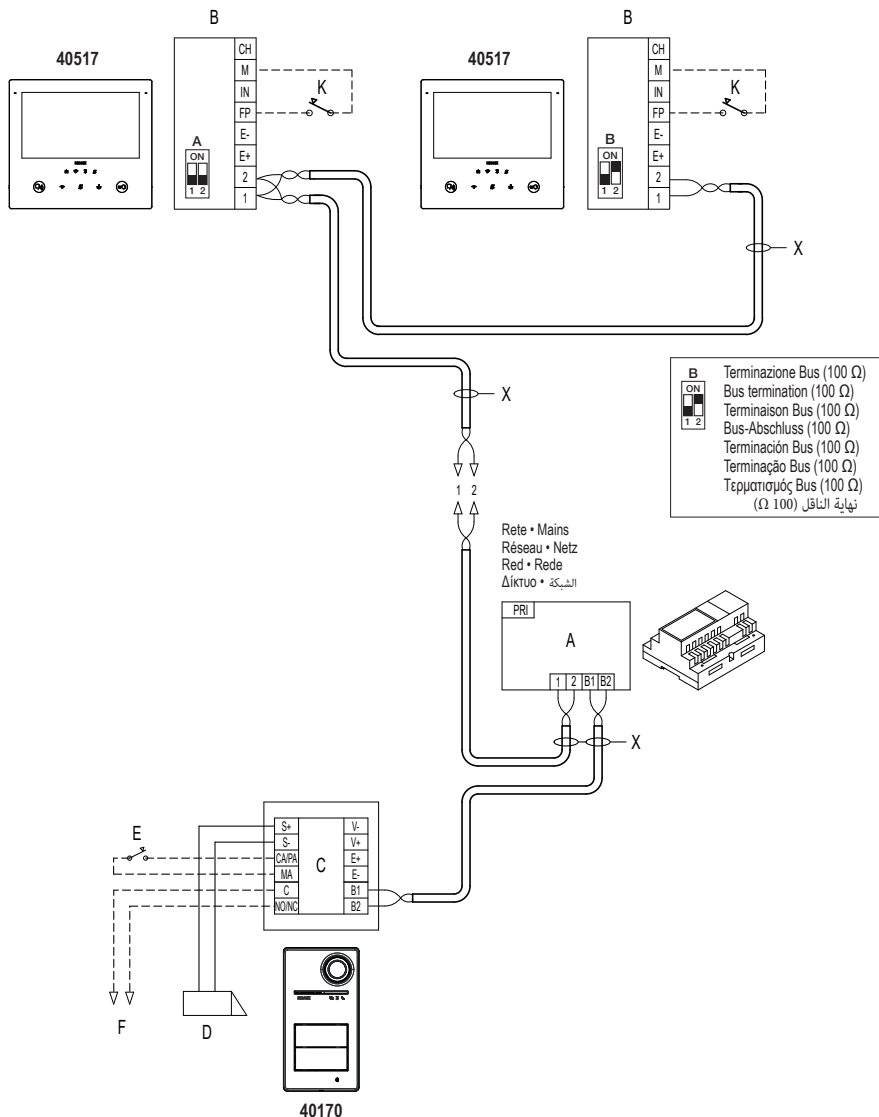 B
40517
CH
M
IN
FP
E-
E+
2
1
A
ON
1 2
K
B
40517
CH
M
IN
FP
E-
E+
2
1
B
ON
1 2
K
X
X
B
ON
1 2
Terminazione Bus (100 Ω)
Bus termination (100 Ω)
Terminaison Bus (100 Ω)
Bus-Abschluss (100 Ω)
Terminación Bus (100 Ω)
Terminação Bus (100 Ω)
Τερματισμός Bus (100 Ω)
نهاية الناقل (100 Ω)
1 2
Rete • Mains
Réseau • Netz
Red • Rede
Δίκτυο • الشبكة
PRI
A
1 2 B1 B2
X
S+
S-
CA/PA
MA
C
NO/NC
C
V-
V+
E+
E-
B1
B2
E
F
D
40170